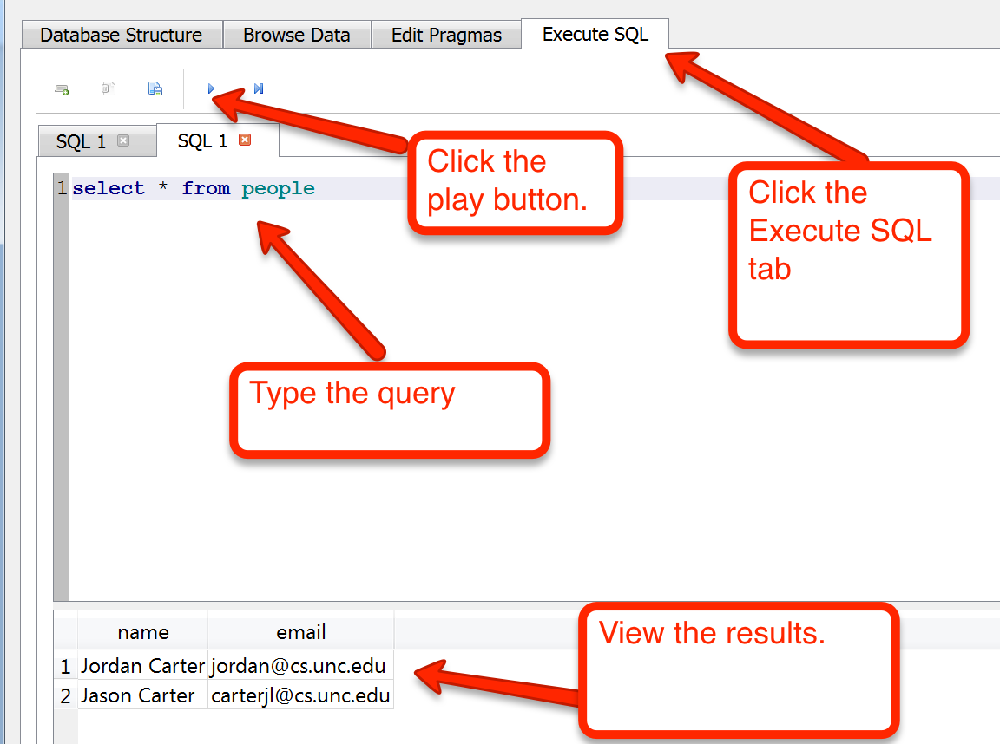 Database Structure Browse Data Edit Pragmas Execute SQL
SQL 1 SQL 1
Click the
play button.
Click the
Execute SQL
tab
1 select * from people
Type the query
View the results.
name email
1 Jordan Carter jordan@cs.unc.edu
2 Jason Carter carterjl@cs.unc.edu